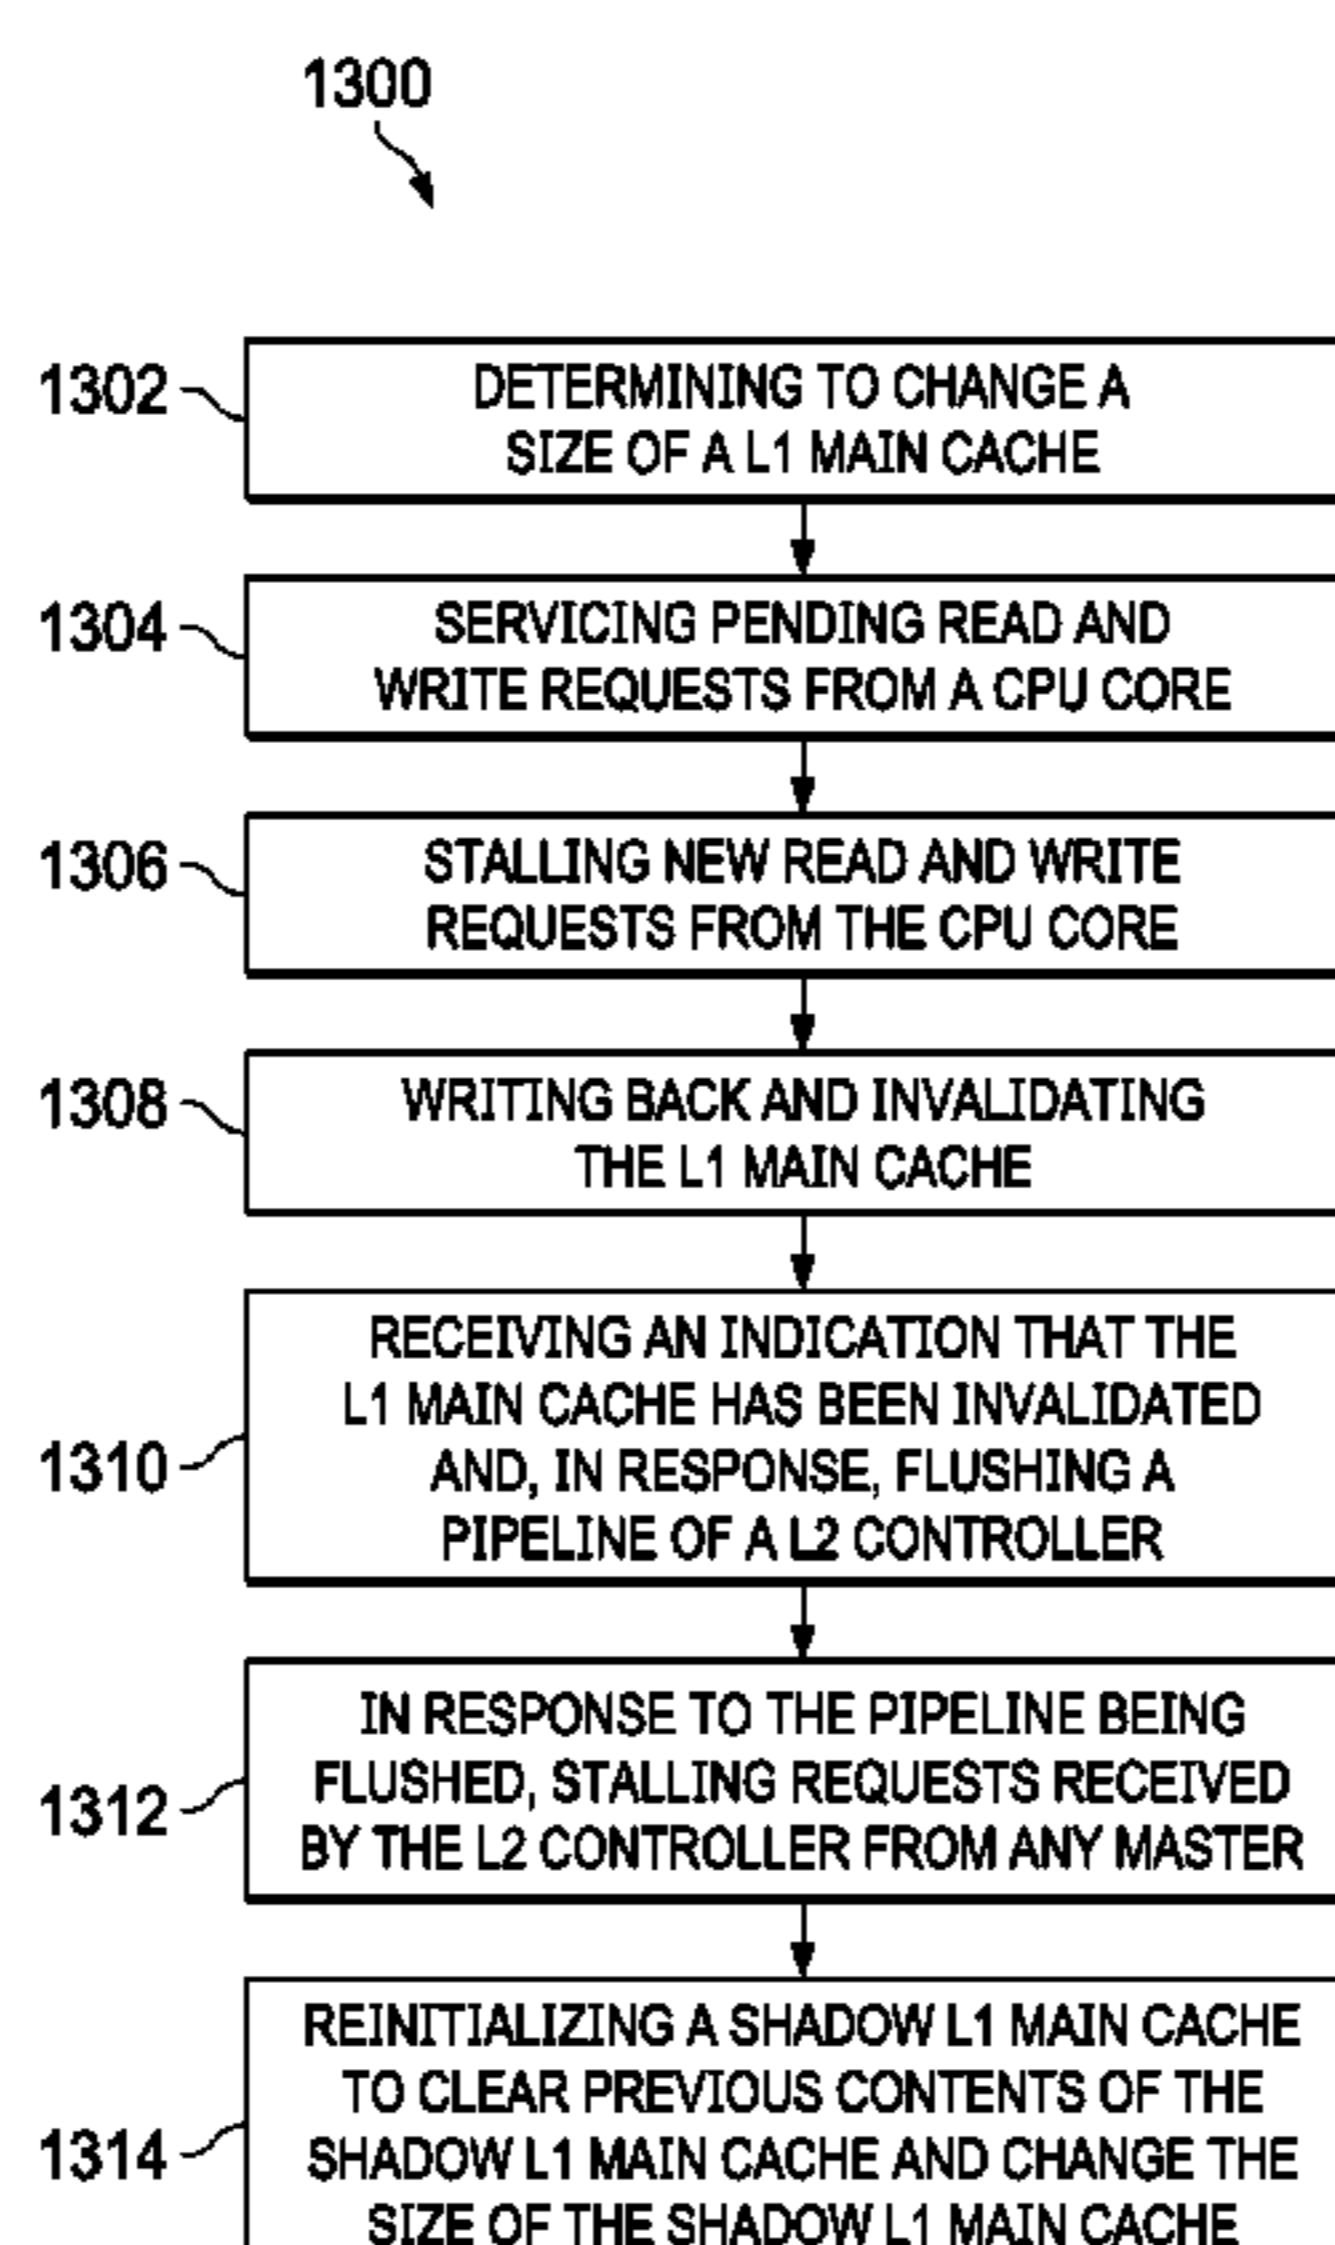 1300
1302
DETERMINING TO CHANGE A
SIZE OF A L1 MAIN CACHE
1304
SERVICING PENDING READ AND
WRITE REQUESTS FROM A CPU CORE
1306
STALLING NEW READ AND WRITE
REQUESTS FROM THE CPU CORE
1308
WRITING BACK AND INVALIDATING
THE L1 MAIN CACHE
1310
RECEIVING AN INDICATION THAT THE
L1 MAIN CACHE HAS BEEN INVALIDATED
AND, IN RESPONSE, FLUSHING A
PIPELINE OF A L2 CONTROLLER
1312
IN RESPONSE TO THE PIPELINE BEING
FLUSHED, STALLING REQUESTS RECEIVED
BY THE L2 CONTROLLER FROM ANY MASTER
1314
REINITIALIZING A SHADOW L1 MAIN CACHE
TO CLEAR PREVIOUS CONTENTS OF THE
SHADOW L1 MAIN CACHE AND CHANGE THE
SIZE OF THE SHADOW L1 MAIN CACHE